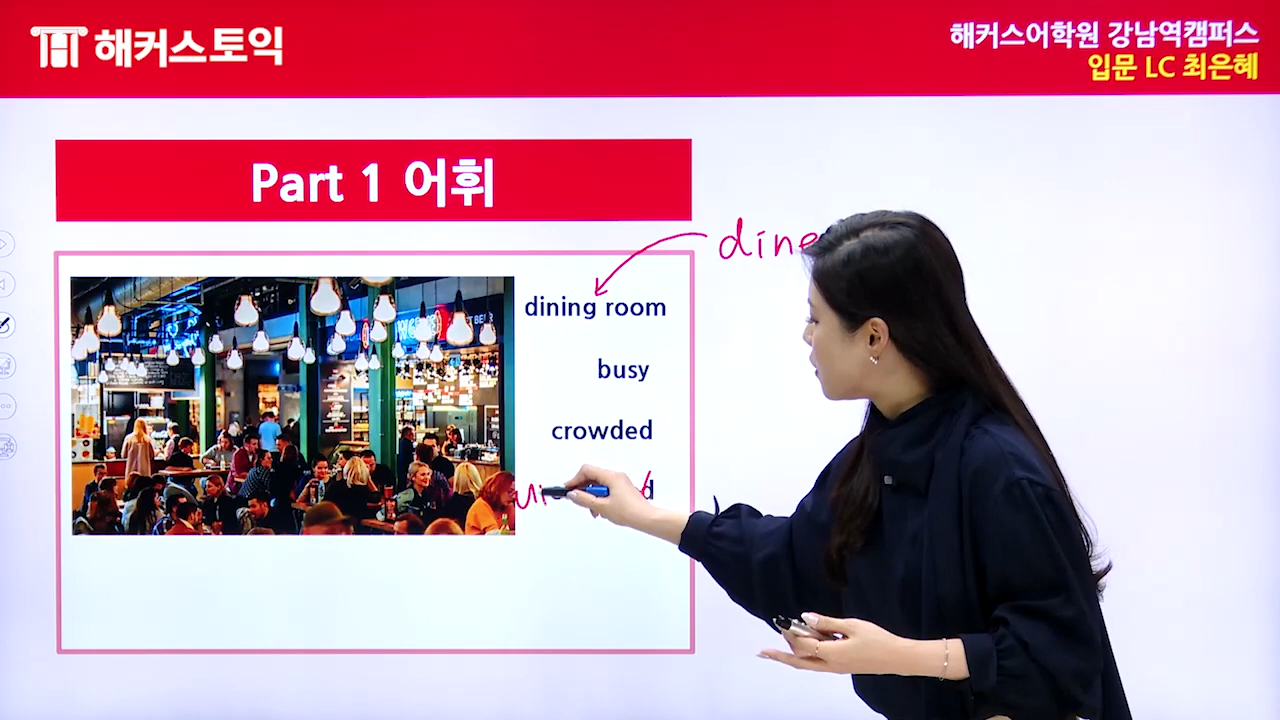 해커스토익
해커스어학원 강남역캠퍼스
입문 LC 최은혜
Part 1 어휘
dining room
busy
crowded